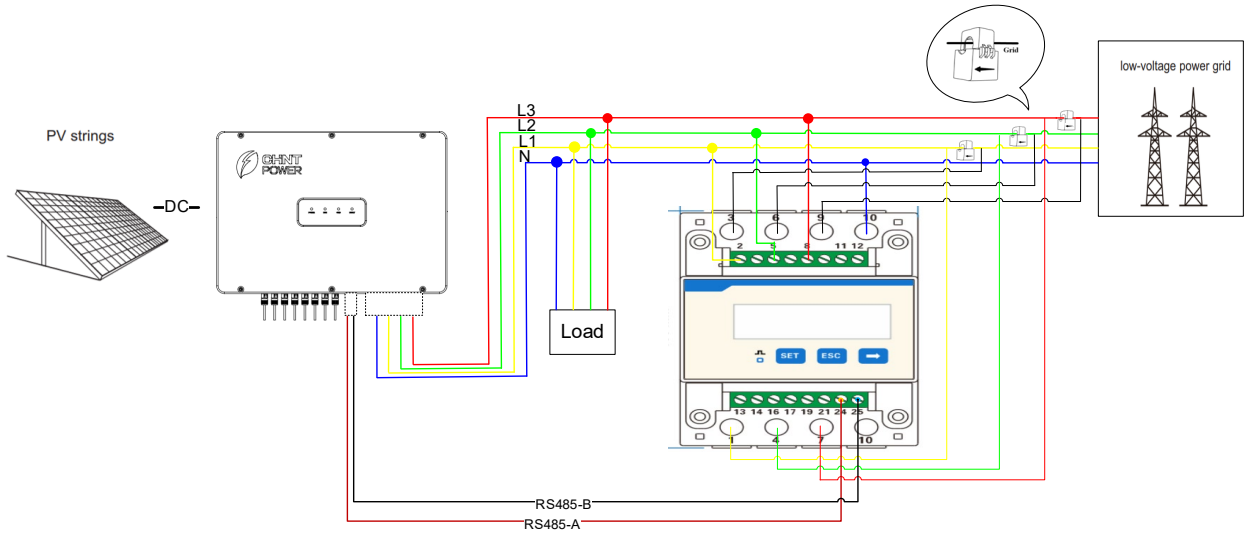 Grid
low-voltage power grid
PV strings
DC
CHNT
POWER
L3
L2
L1
N
3 6 9 10
2 5 8 11 12
Load
SET ESC
13 14 16 17 19 21 24 25
1 4 7 10
RS485-B
RS485-A